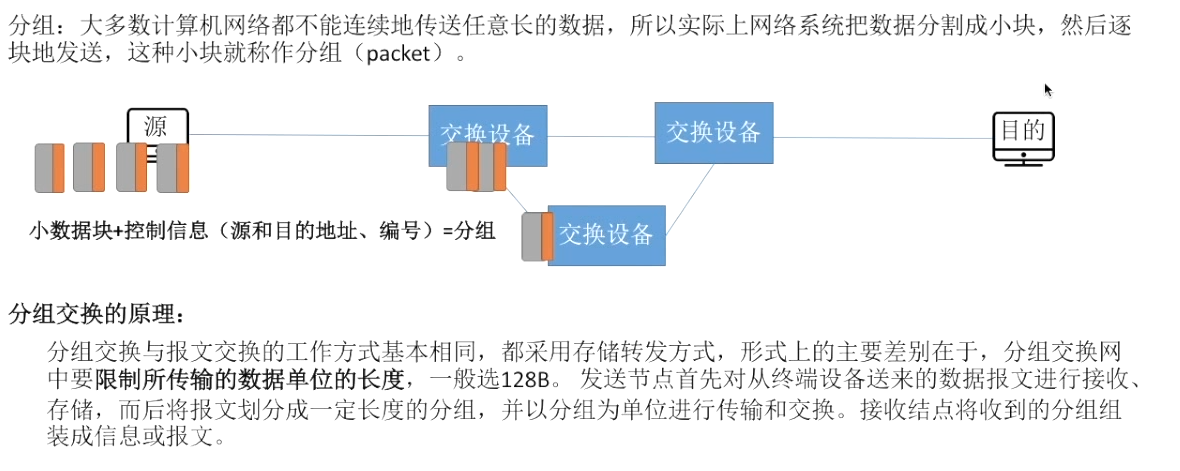 分组：大多数计算机网络都不能连续地传送任意长的数据，所以实际上网络系统把数据分割成小块，然后逐
块地发送，这种小块就称作分组（packet）。
源
交换设备
交换设备
目的
小数据块+控制信息（源和目的地址、编号）=分组
交换设备
分组交换的原理：
分组交换与报文交换的工作方式基本相同，都采用存储转发方式，形式上的主要差别在于，分组交换网
中要限制所传输的数据单位的长度，一般选128B。 发送节点首先对从终端设备送来的数据报文进行接收、
存储，而后将报文划分成一定长度的分组，并以分组为单位进行传输和交换。接收结点将收到的分组组
装成信息或报文。